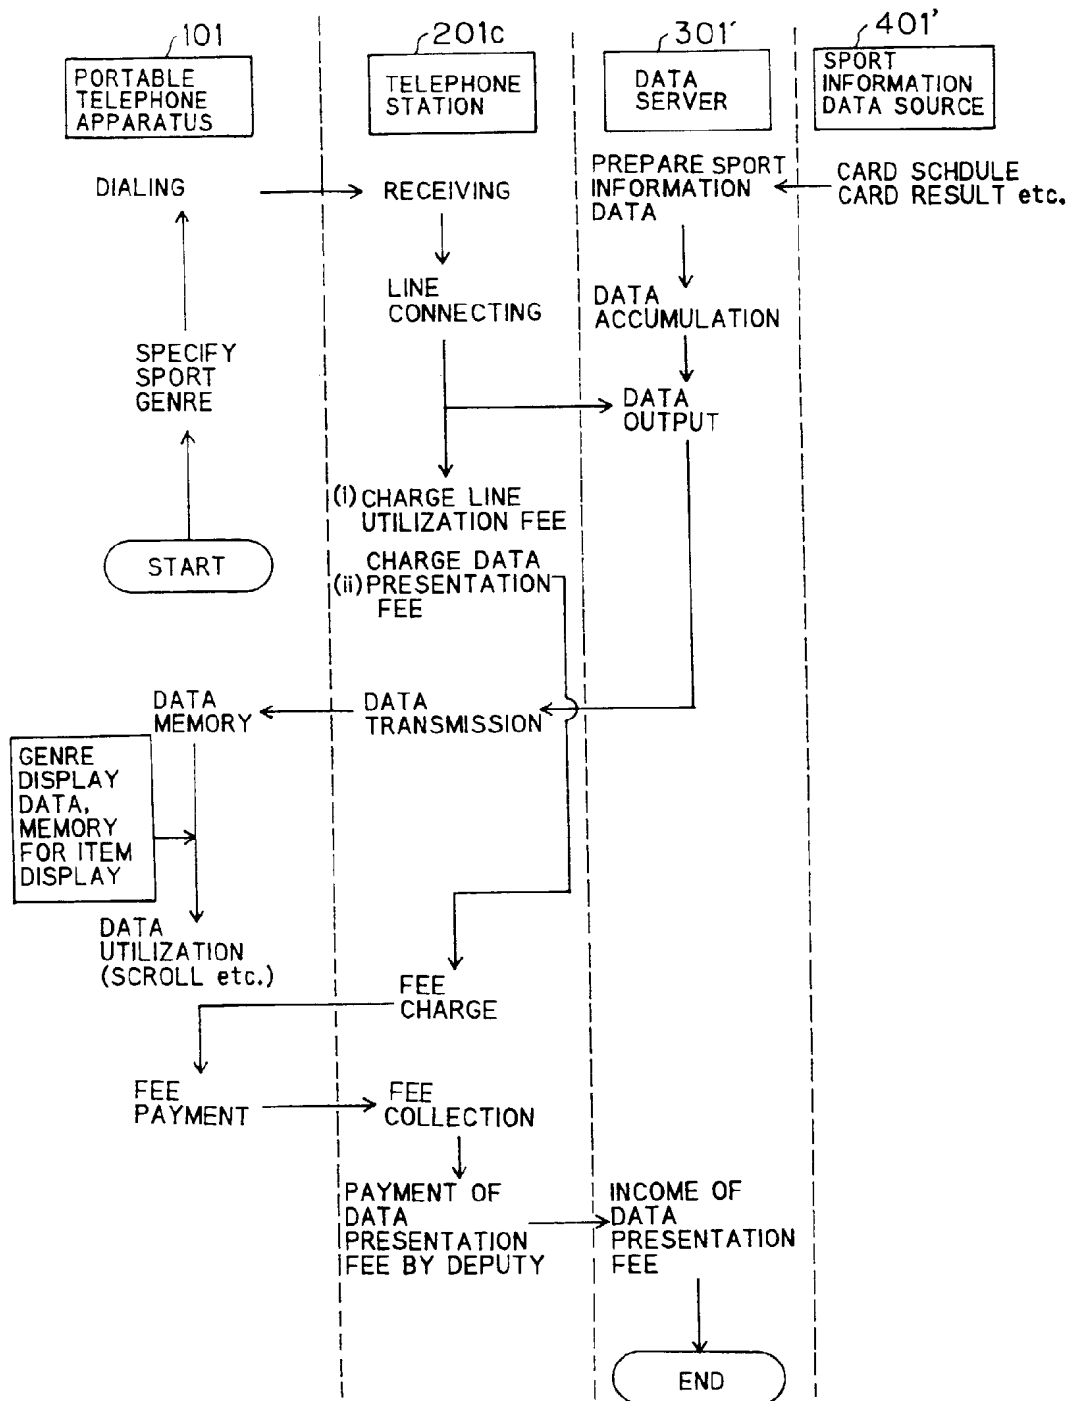 101
201c
301'
401'
PORTABLE
TELEPHONE
APPARATUS
TELEPHONE
STATION
DATA
SERVER
SPORT
INFORMATION
DATA SOURCE
DIALING
RECEIVING
PREPARE SPORT
INFORMATION
DATA
CARD SCHDULE
CARD RESULT etc.
LINE
CONNECTING
DATA
ACCUMULATION
SPECIFY
SPORT
GENRE
DATA
OUTPUT
(i) CHARGE LINE
UTILIZATION FEE
START
CHARGE DATA
(ii) PRESENTATION
FEE
DATA
MEMORY
DATA
TRANSMISSION
GENRE
DISPLAY
DATA,
MEMORY
FOR ITEM
DISPLAY
DATA
UTILIZATION
(SCROLL etc.)
FEE
CHARGE
FEE
PAYMENT
FEE
COLLECTION
PAYMENT OF
DATA
PRESENTATION
FEE BY DEPUTY
INCOME OF
DATA
PRESENTATION
FEE
END